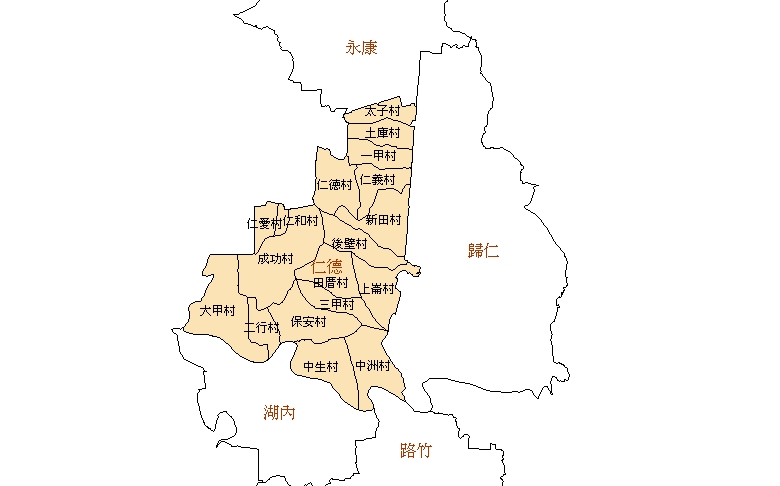 永康
太子村
土庫村
一甲村
仁德村
仁義村
仁愛村
仁和村
新田村
後壁村
歸仁
成功村
仁德
田厝村
上崙村
大甲村
三甲村
二行村
保安村
中生村
中洲村
湖內
路竹